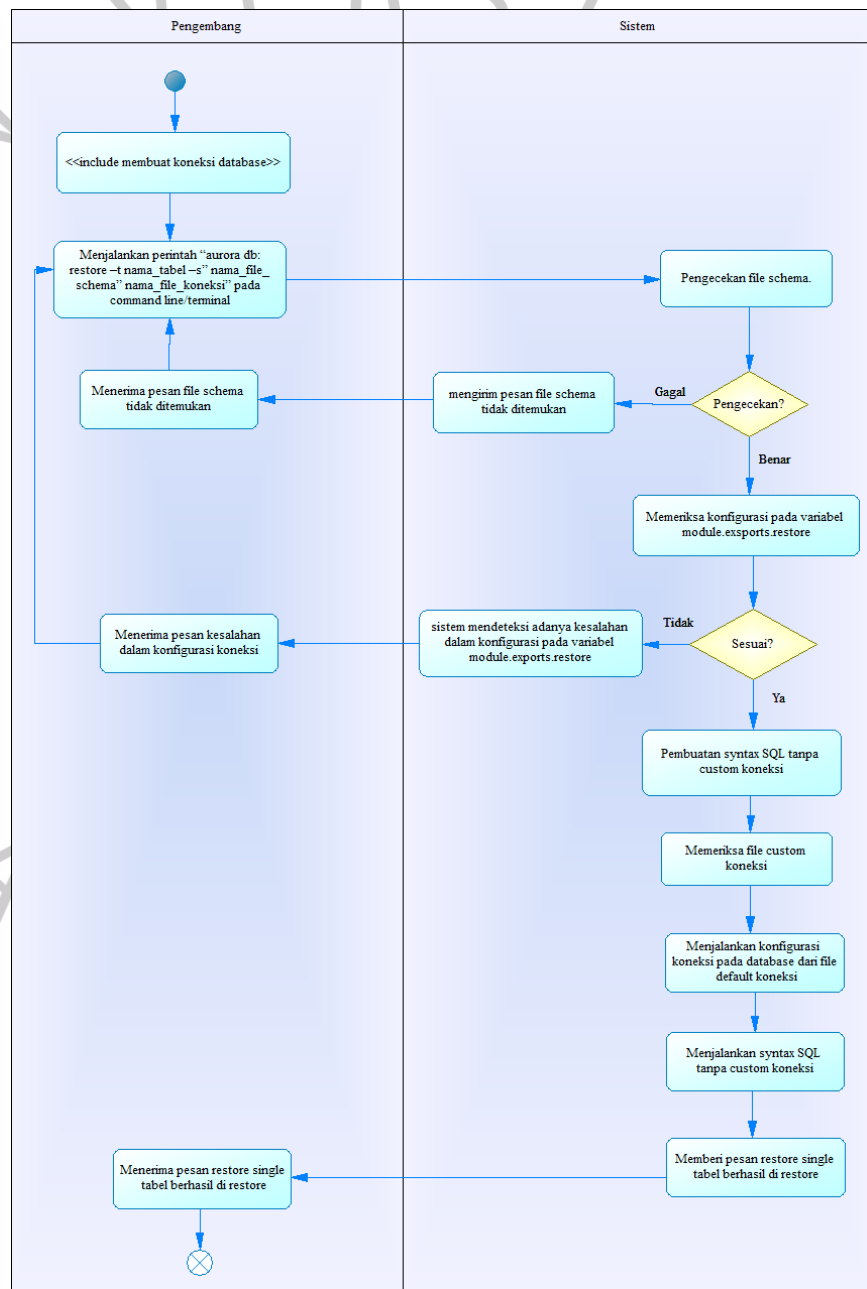 Pengembang
Sistem
<<include membuat koneksi database>>
Menjalankan perintah “aurora db:
restore –t nama_tabel –s” nama_file_
schema” nama_file_koneksi” pada
command line/terminal
Pengecekan file schema.
Menerima pesan file schema
tidak ditemukan
mengirim pesan file schema
tidak ditemukan
Gagal
Pengecekan?
Benar
Memeriksa konfigurasi pada variabel
module.exsports.restore
Menerima pesan kesalahan
dalam konfigurasi koneksi
sistem mendeteksi adanya kesalahan
dalam konfigurasi pada variabel
module.exports.restore
Tidak
Sesuai?
Ya
Pembuatan syntax SQL tanpa
custom koneksi
Memeriksa file custom
koneksi
Menjalankan konfigurasi
koneksi pada database dari file
default koneksi
Menjalankan syntax SQL
tanpa custom koneksi
Memberi pesan restore single
tabel berhasil di restore
Menerima pesan restore single
tabel berhasil di restore